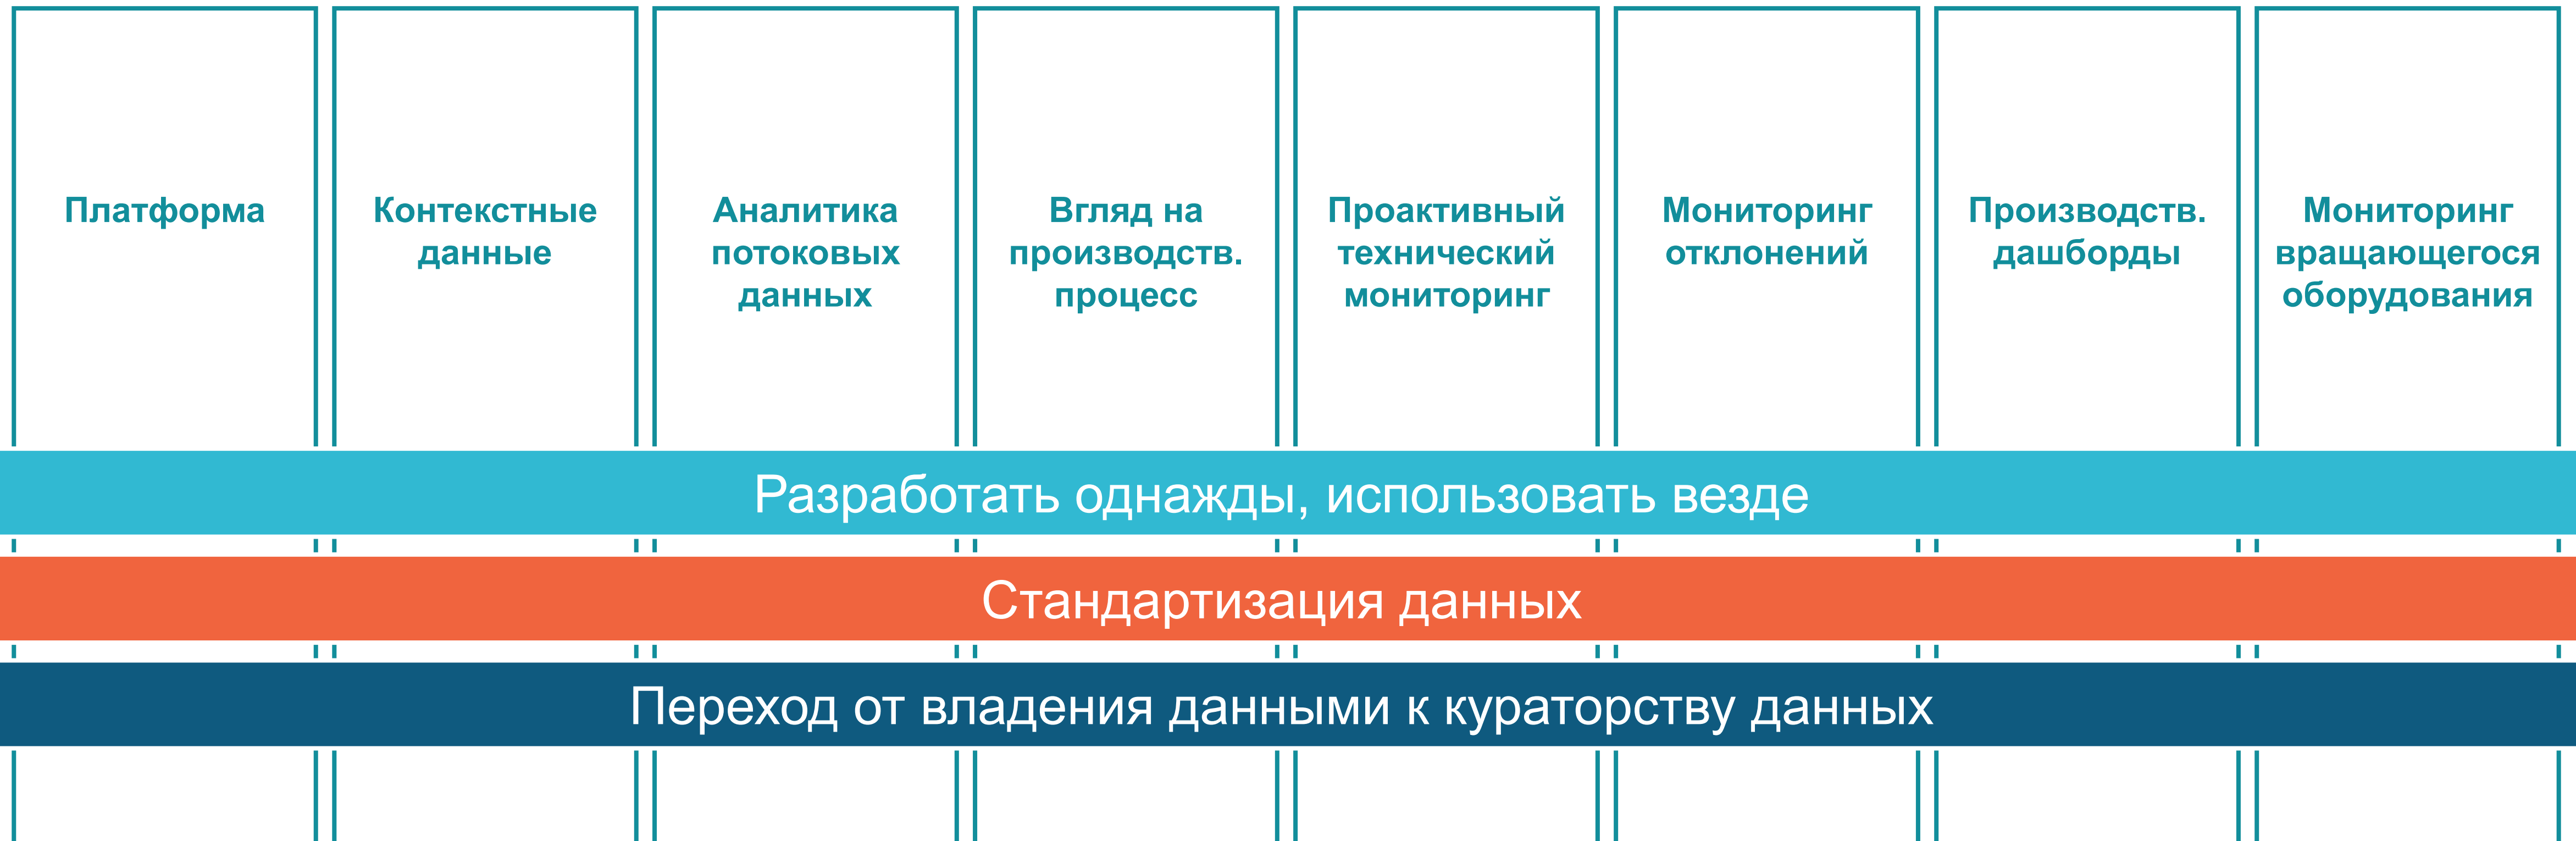 Платформа
Контекстные
данные
Аналитика
потоковых
данных
Вгляд на
производств.
процесс
Проактивный
технический
мониторинг
Мониторинг
отклонений
Производств.
дашборды
Мониторинг
вращающегося
оборудования
Разработать однажды, использовать везде
Стандартизация данных
Переход от владения данными к кураторству данных